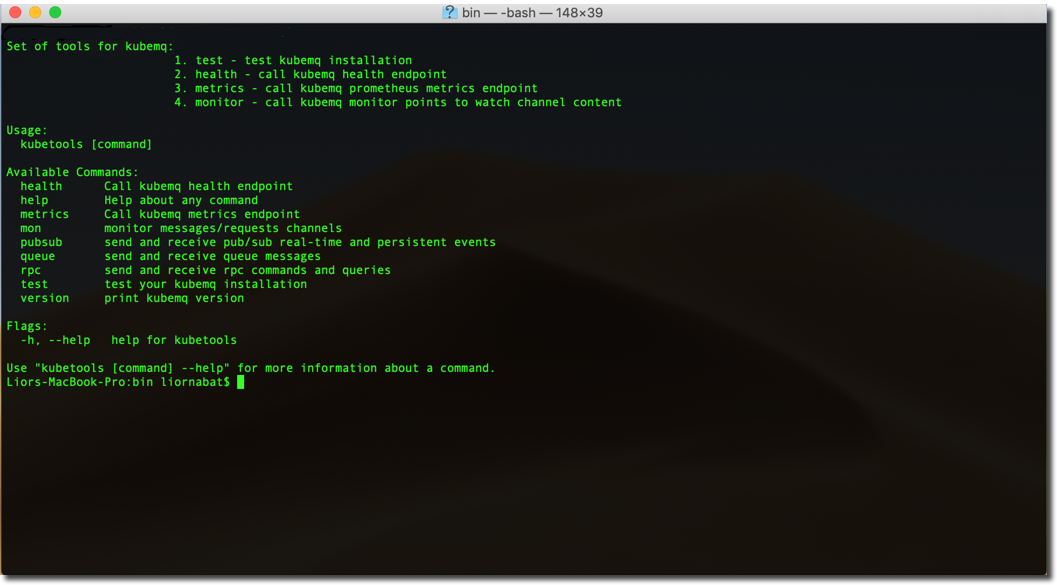 bin — -bash — 148×39
Set of tools for kubemq:
1. test - test kubemq installation
2. health - call kubemq health endpoint
3. metrics - call kubemq prometheus metrics endpoint
4. monitor - call kubemq monitor points to watch channel content
Usage:
kubetools [command]
Available Commands:
health Call kubemq health endpoint
help Help about any command
metrics Call kubemq metrics endpoint
mon monitor messages/requests channels
pubsub send and receive pub/sub real-time and persistent events
queue send and receive queue messages
rpc send and receive rpc commands and queries
test test your kubemq installation
version print kubemq version
Flags:
-h, --help help for kubetools
Use "kubetools [command] --help" for more information about a command.
Liors-MacBook-Pro:bin liornabat$